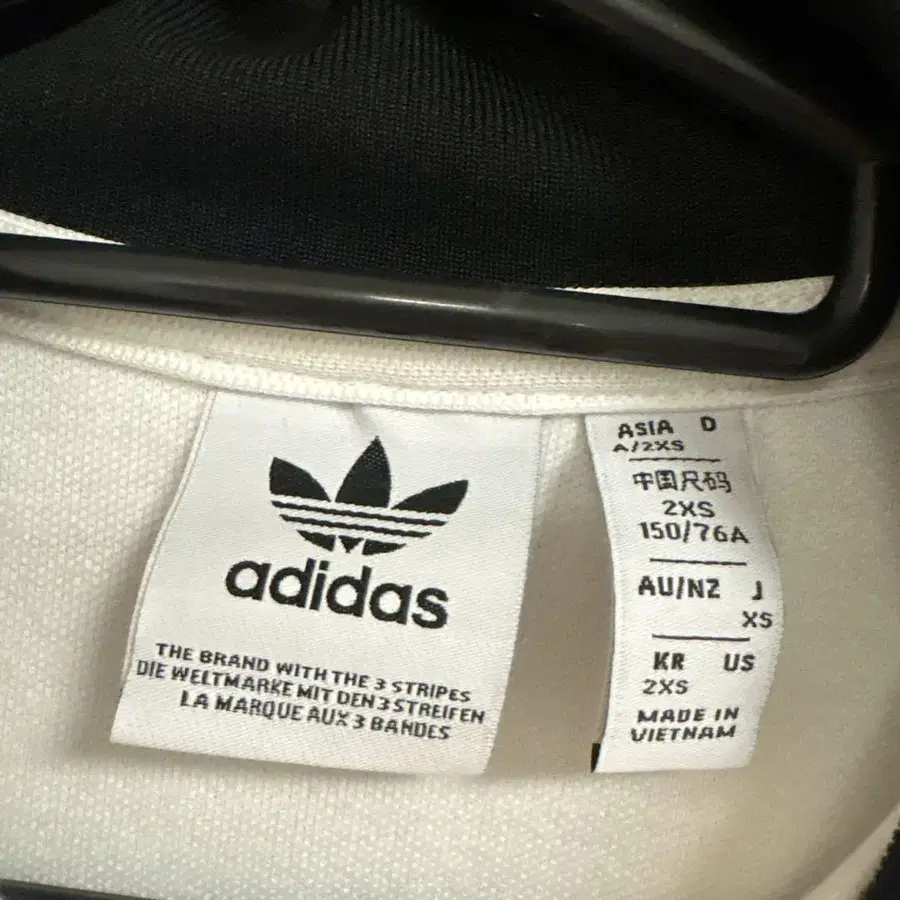 adidas
THE BRAND WITH THE 3 STRIPES
DIE WELTMARKE MIT DEN 3 STREIFEN
LA MARQUE AUX 3 BANDES
ASIA D
A/2XS
中国尺码
2XS
150/76A
AU/NZ J
XS
KR US
2XS
MADE IN
VIETNAM